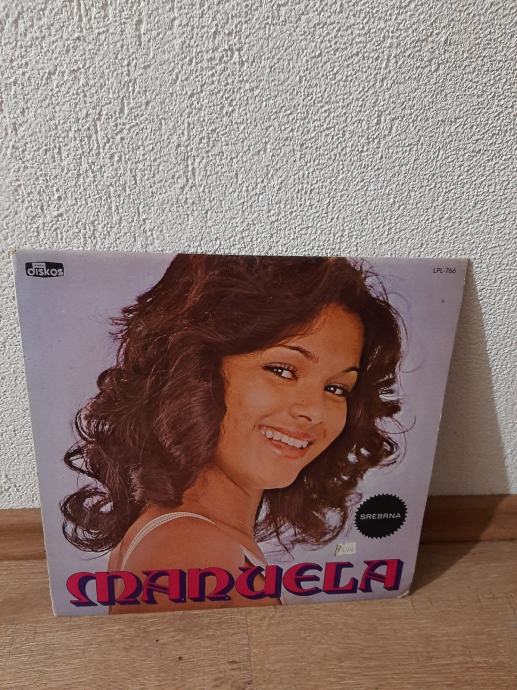 diskos
LPL-766
SREBRNA
MANUELA